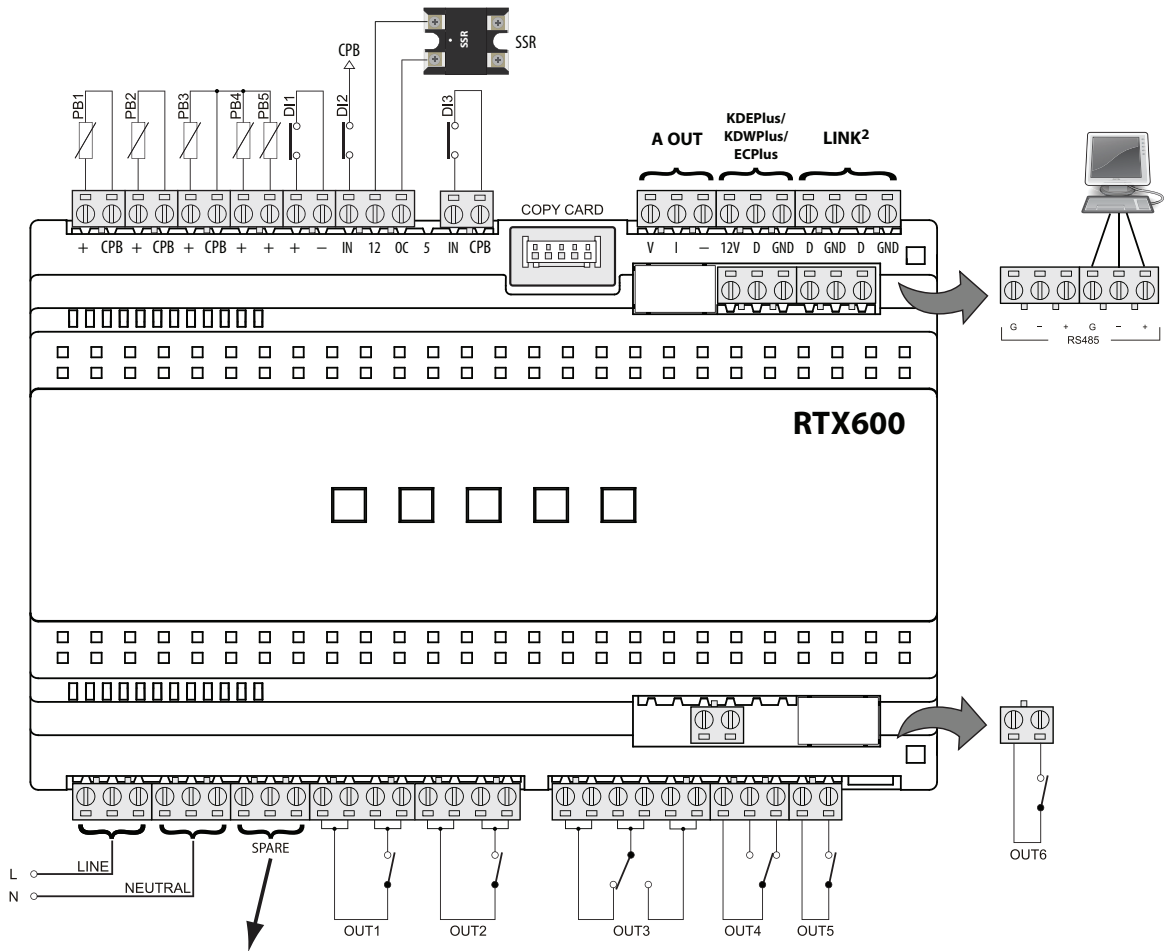 SSR
SSR
CPB
PB1
PB2
PB3
PB4
PB5
DI1
DI2
DI3
A OUT
KDEPlus/
KDWPlus/
ECPlus
LINK²
COPY CARD
+ CPB + CPB + CPB + + + – IN 12 OC 5 IN CPB
V I – 12V D GND D GND D GND
G – + G – +
RS485
RTX600
L
LINE
N
NEUTRAL
SPARE
OUT1
OUT2
OUT3
OUT4
OUT5
OUT6